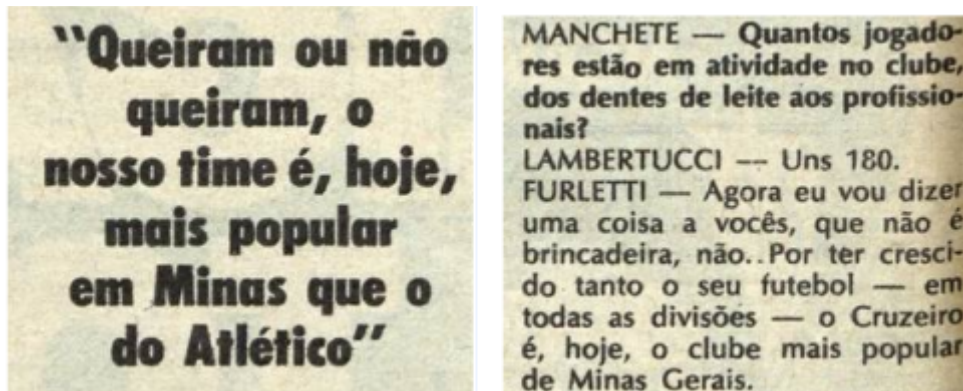 "Queiram ou não
queiram, o
nosso time é, hoje,
mais popular
em Minas que o
do Atlético"
MANCHETE — Quantos jogado-
res estão em atividade no clube,
dos dentes de leite aos profissio-
nais?
LAMBERTUCCI — Uns 180.
FURLETTI — Agora eu vou dizer
uma coisa a vocês, que não é
brincadeira, não..Por ter cresci-
do tanto o seu futebol — em
todas as divisões — o Cruzeiro
é, hoje, o clube mais popular
de Minas Gerais.